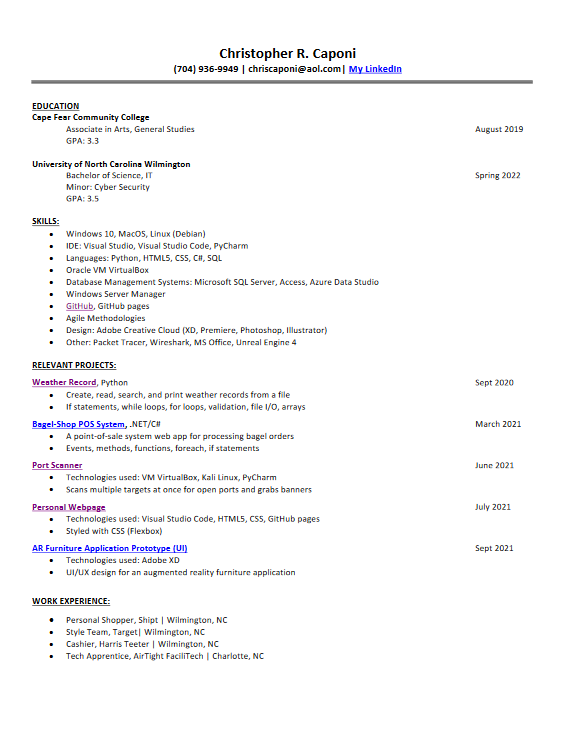 Christopher R. Caponi
(704) 936-9949 | chriscaponi@aol.com| My LinkedIn
EDUCATION
Cape Fear Community College
Associate in Arts, General Studies August 2019
GPA: 3.3
University of North Carolina Wilmington
Bachelor of Science, IT Spring 2022
Minor: Cyber Security
GPA: 3.5
SKILLS:
• Windows 10, MacOS, Linux (Debian)
• IDE: Visual Studio, Visual Studio Code, PyCharm
• Languages: Python, HTML5, CSS, C#, SQL
• Oracle VM VirtualBox
• Database Management Systems: Microsoft SQL Server, Access, Azure Data Studio
• Windows Server Manager
• GitHub, GitHub pages
• Agile Methodologies
• Design: Adobe Creative Cloud (XD, Premiere, Photoshop, Illustrator)
• Other: Packet Tracer, Wireshark, MS Office, Unreal Engine 4
RELEVANT PROJECTS:
Weather Record, Python Sept 2020
• Create, read, search, and print weather records from a file
• If statements, while loops, for loops, validation, file I/O, arrays
Bagel-Shop POS System, .NET/C# March 2021
• A point-of-sale system web app for processing bagel orders
• Events, methods, functions, foreach, if statements
Port Scanner June 2021
• Technologies used: VM VirtualBox, Kali Linux, PyCharm
• Scans multiple targets at once for open ports and grabs banners
Personal Webpage July 2021
• Technologies used: Visual Studio Code, HTML5, CSS, GitHub pages
• Styled with CSS (Flexbox)
AR Furniture Application Prototype (UI) Sept 2021
• Technologies used: Adobe XD
• UI/UX design for an augmented reality furniture application
WORK EXPERIENCE:
• Personal Shopper, Shipt | Wilmington, NC
• Style Team, Target| Wilmington, NC
• Cashier, Harris Teeter | Wilmington, NC
• Tech Apprentice, AirTight FaciliTech | Charlotte, NC